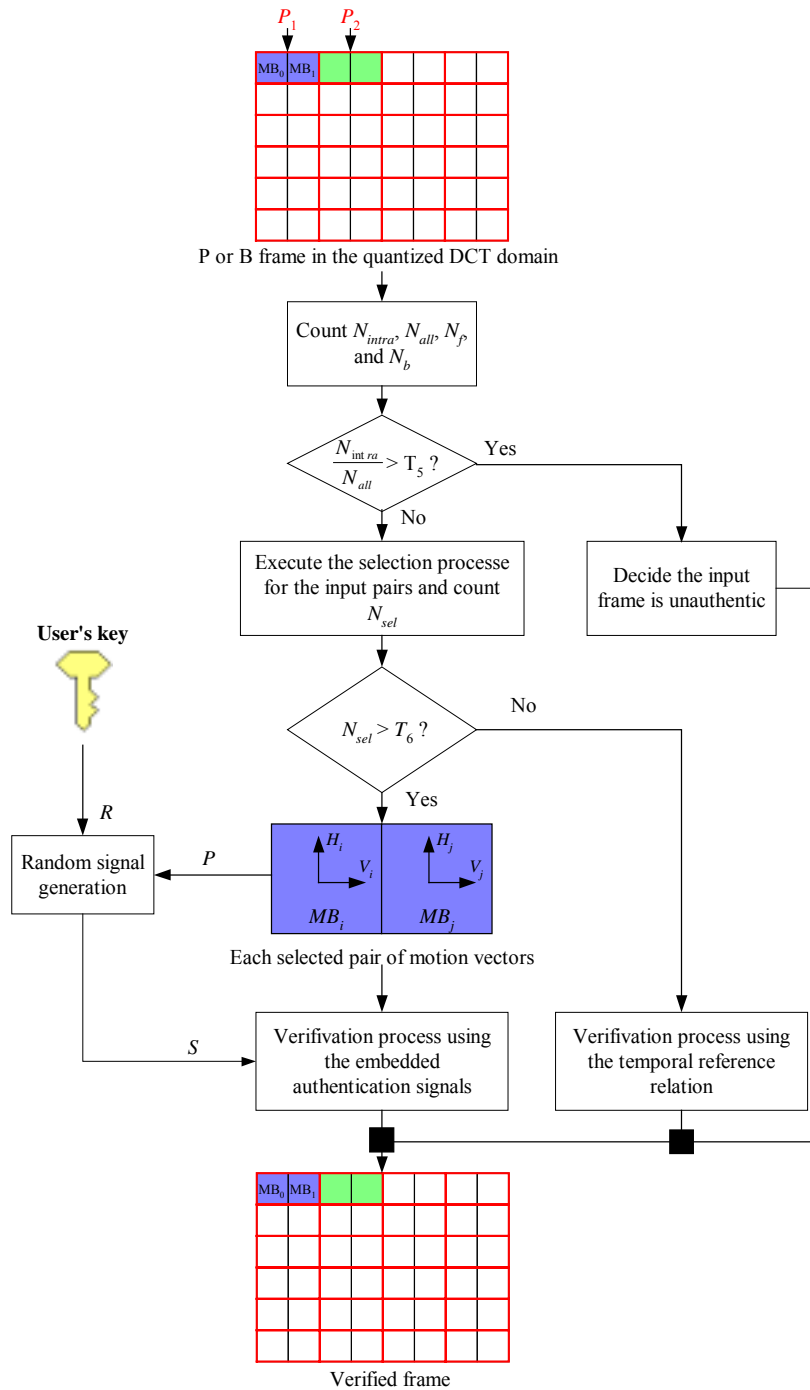 P1 P2
MB0 MB1
P or B frame in the quantized DCT domain
Count Nintra, Nall, Nf,
and Nb
Nint ra
Nall
> T5 ?
Yes
No
Execute the selection processe
for the input pairs and count
Nsel
Decide the input
frame is unauthentic
User's key
Nsel > T6 ?
No
Yes
R
Random signal
generation
P
Hi Hj
Vi Vj
MBi MBj
Each selected pair of motion vectors
S
Verifivation process using
the embedded
authentication signals
Verifivation process using
the temporal reference
relation
MB0 MB1
Verified frame